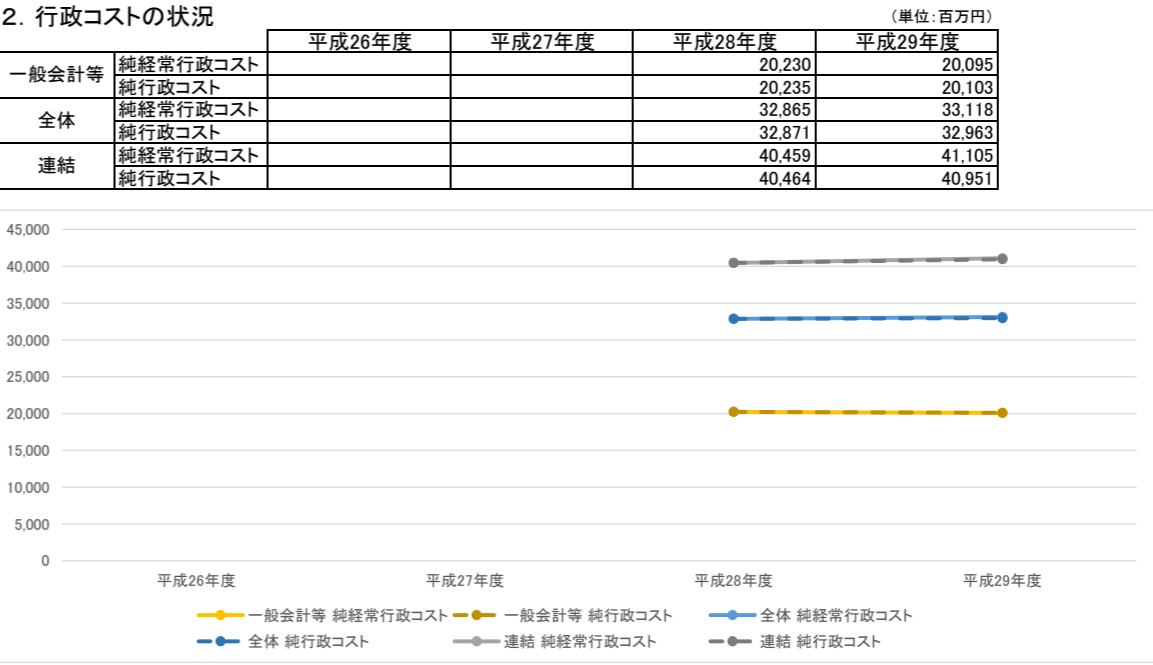 2．行政コストの状況
（単位：百万円）
平成26年度 平成27年度 平成28年度 平成29年度
一般会計等 純経常行政コスト 20,230 20,095
純行政コスト 20,235 20,103
全体 純経常行政コスト 32,865 33,118
純行政コスト 32,871 32,963
連結 純経常行政コスト 40,459 41,105
純行政コスト 40,464 40,951
45,000
40,000
35,000
30,000
25,000
20,000
15,000
10,000
5,000
0
平成26年度 平成27年度 平成28年度 平成29年度
一般会計等 純経常行政コスト 一般会計等 純行政コスト 全体 純経常行政コスト
全体 純行政コスト 連結 純経常行政コスト 連結 純行政コスト